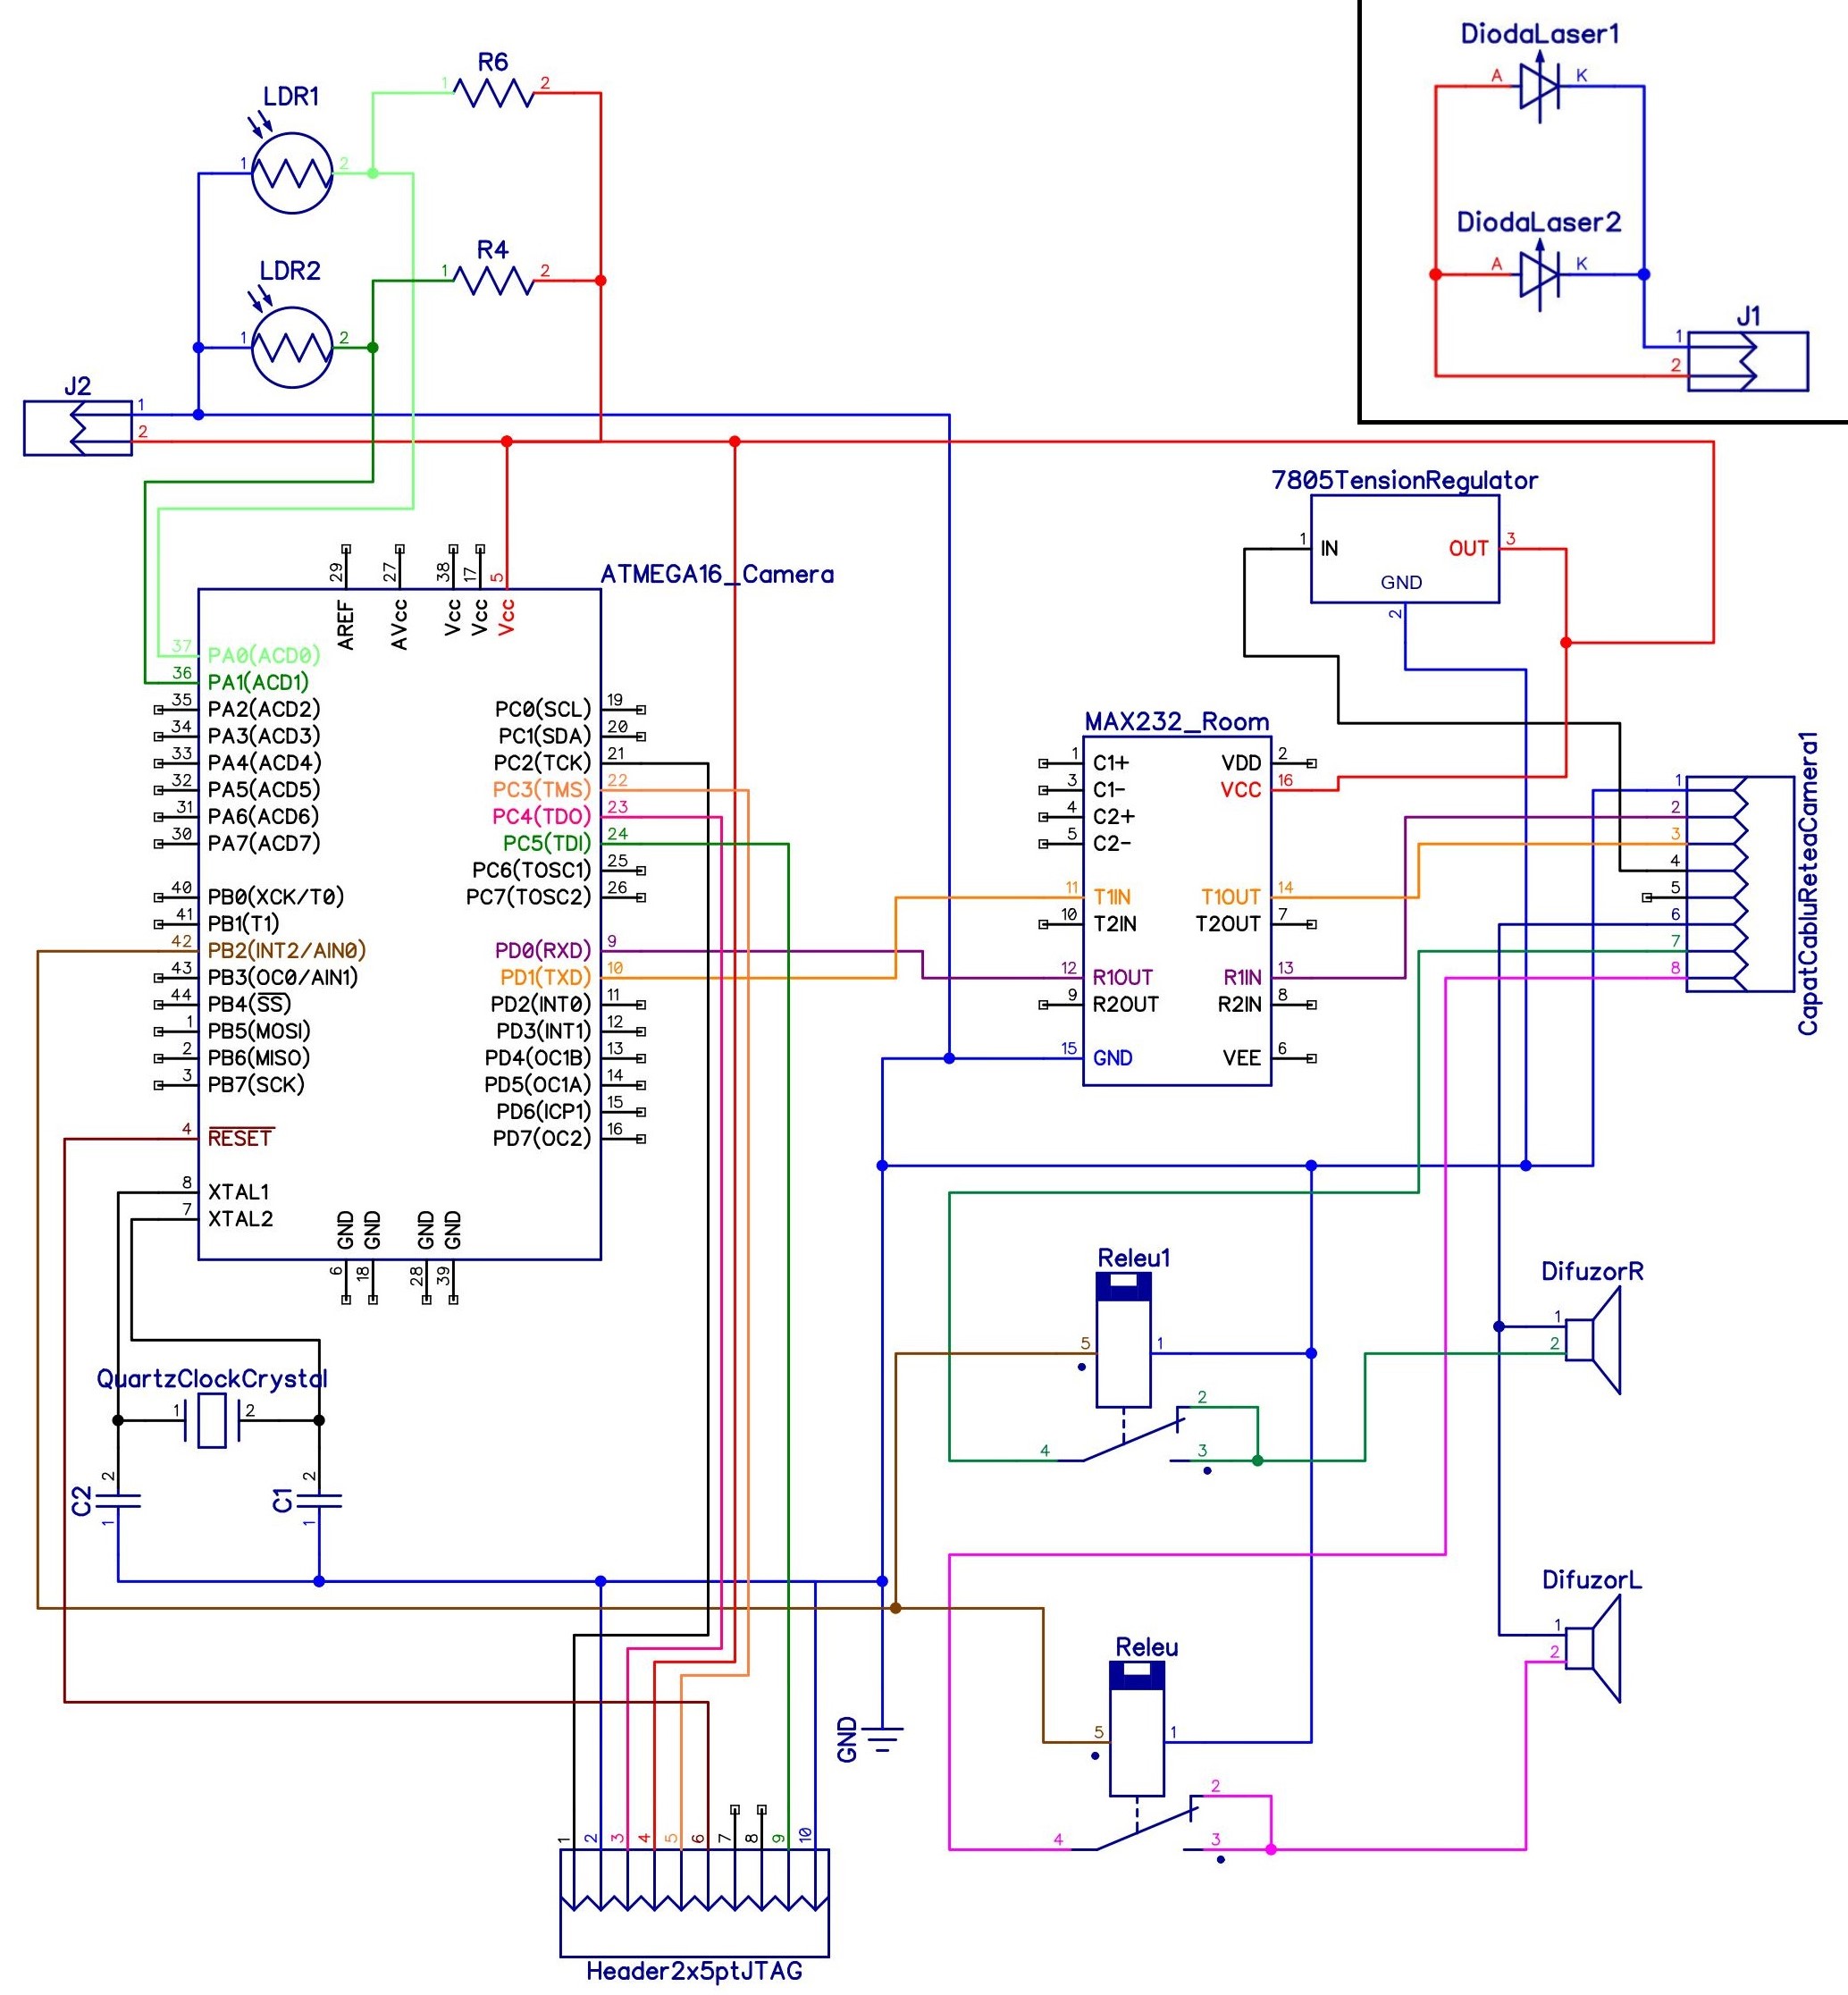 DiodaLaser1
A K
DiodaLaser2
A K
J1
1
2
R6
1 2
LDR1
1 2
R4
1 2
LDR2
1 2
J2
1
2
7805TensionRegulator
1 IN OUT 3
GND
2
ATMEGA16_Camera
29 27 38 17 5
AREF AVcc Vcc Vcc Vcc
37 PA0(ACD0)
36 PA1(ACD1)
35 PA2(ACD2) PC0(SCL) 19
34 PA3(ACD3) PC1(SDA) 20
33 PA4(ACD4) PC2(TCK) 21
32 PA5(ACD5) PC3(TMS) 22
31 PA6(ACD6) PC4(TDO) 23
30 PA7(ACD7) PC5(TDI) 24
PC6(TOSC1) 25
40 PB0(XCK/T0) PC7(TOSC2) 26
41 PB1(T1)
42 PB2(INT2/AIN0) PD0(RXD) 9
43 PB3(OC0/AIN1) PD1(TXD) 10
44 PB4(SS) PD2(INT0) 11
1 PB5(MOSI) PD3(INT1) 12
2 PB6(MISO) PD4(OC1B) 13
3 PB7(SCK) PD5(OC1A) 14
PD6(ICP1) 15
4 RESET PD7(OC2) 16
8 XTAL1
7 XTAL2
GND GND GND GND
6 18 28 39
MAX232_Room
1 C1+ VDD 2
3 C1- VCC 16
4 C2+
5 C2-
11 T1IN T1OUT 14
10 T2IN T2OUT 7
12 R1OUT R1IN 13
9 R2OUT R2IN 8
15 GND VEE 6
CapatCabluReteaCamera1
1
2
3
4
5
6
7
8
QuartzClockCrystal
1 2
C2 2 1
C1 2 1
Releu1
5 1
2
4 3
DifuzorR
1
2
Releu
5 1
2
4 3
DifuzorL
1
2
GND
1 2 3 4 5 6 7 8 9 10
Header2x5ptJTAG